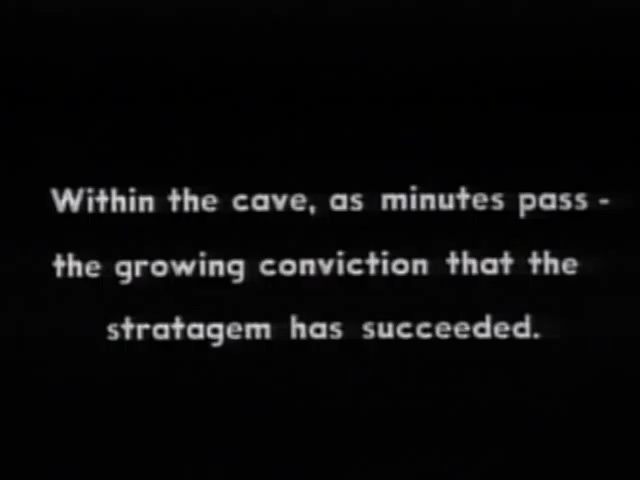 Within the cave, as minutes pass -
the growing conviction that the
stratagem has succeeded.